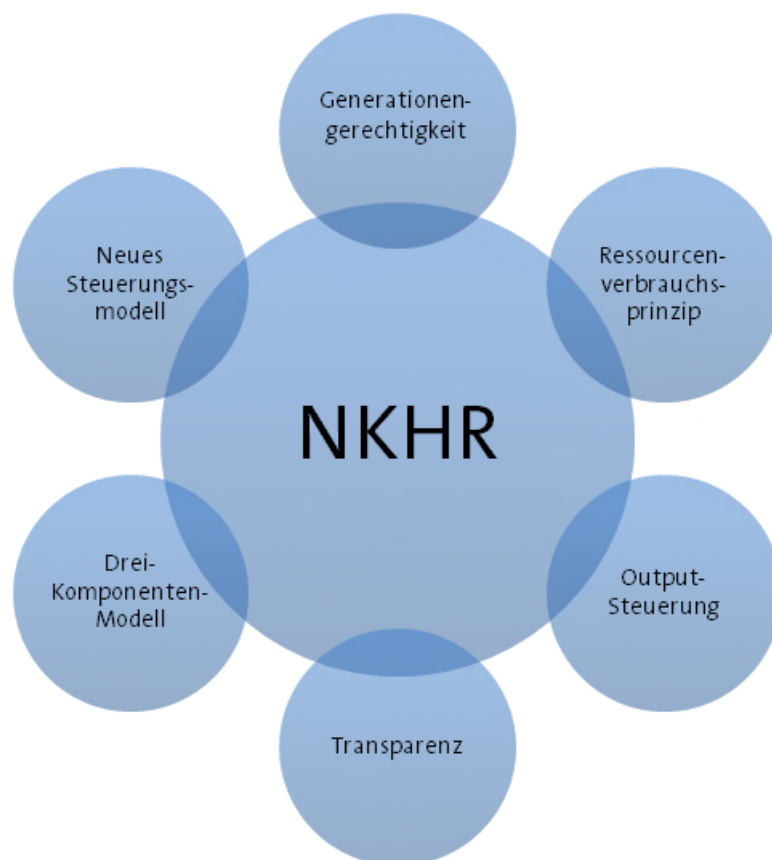 Generationen-
gerechtigkeit
Neues
Steuerungs-
modell
Ressourcen-
verbrauchs-
prinzip
NKHR
Drei-
Komponenten-
Modell
Output-
Steuerung
Transparenz